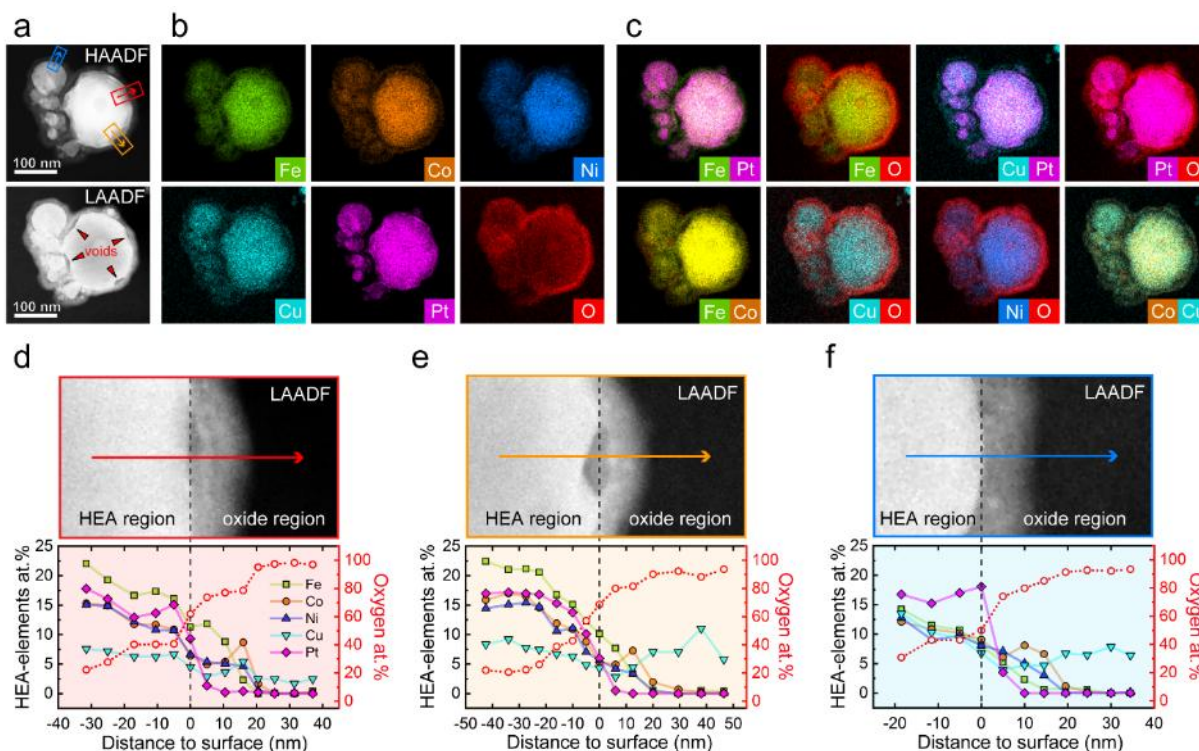 a
b
c
HAADF
100 nm
Fe
Co
Ni
Fe Pt
Fe O
Cu Pt
Pt O
LAADF
voids
100 nm
Cu
Pt
O
Fe Co
Cu O
Ni O
Co Cu
d
e
f
LAADF
HEA region
oxide region
LAADF
HEA region
oxide region
LAADF
HEA region
oxide region
HEA-elements at.%
25
20
15
10
5
0
Fe
Co
Ni
Cu
Pt
100
80
60
40
20
0
Oxygen at.%
-30 -20 -10 0 10 20 30 40
Distance to surface (nm)
HEA-elements at.%
25
20
15
10
5
0
100
80
60
40
20
0
Oxygen at.%
-50 -40 -30 -20 -10 0 10 20 30 40 50
Distance to surface (nm)
HEA-elements at.%
25
20
15
10
5
0
100
80
60
40
20
0
Oxygen at.%
-20 -10 0 10 20 30 40
Distance to surface (nm)